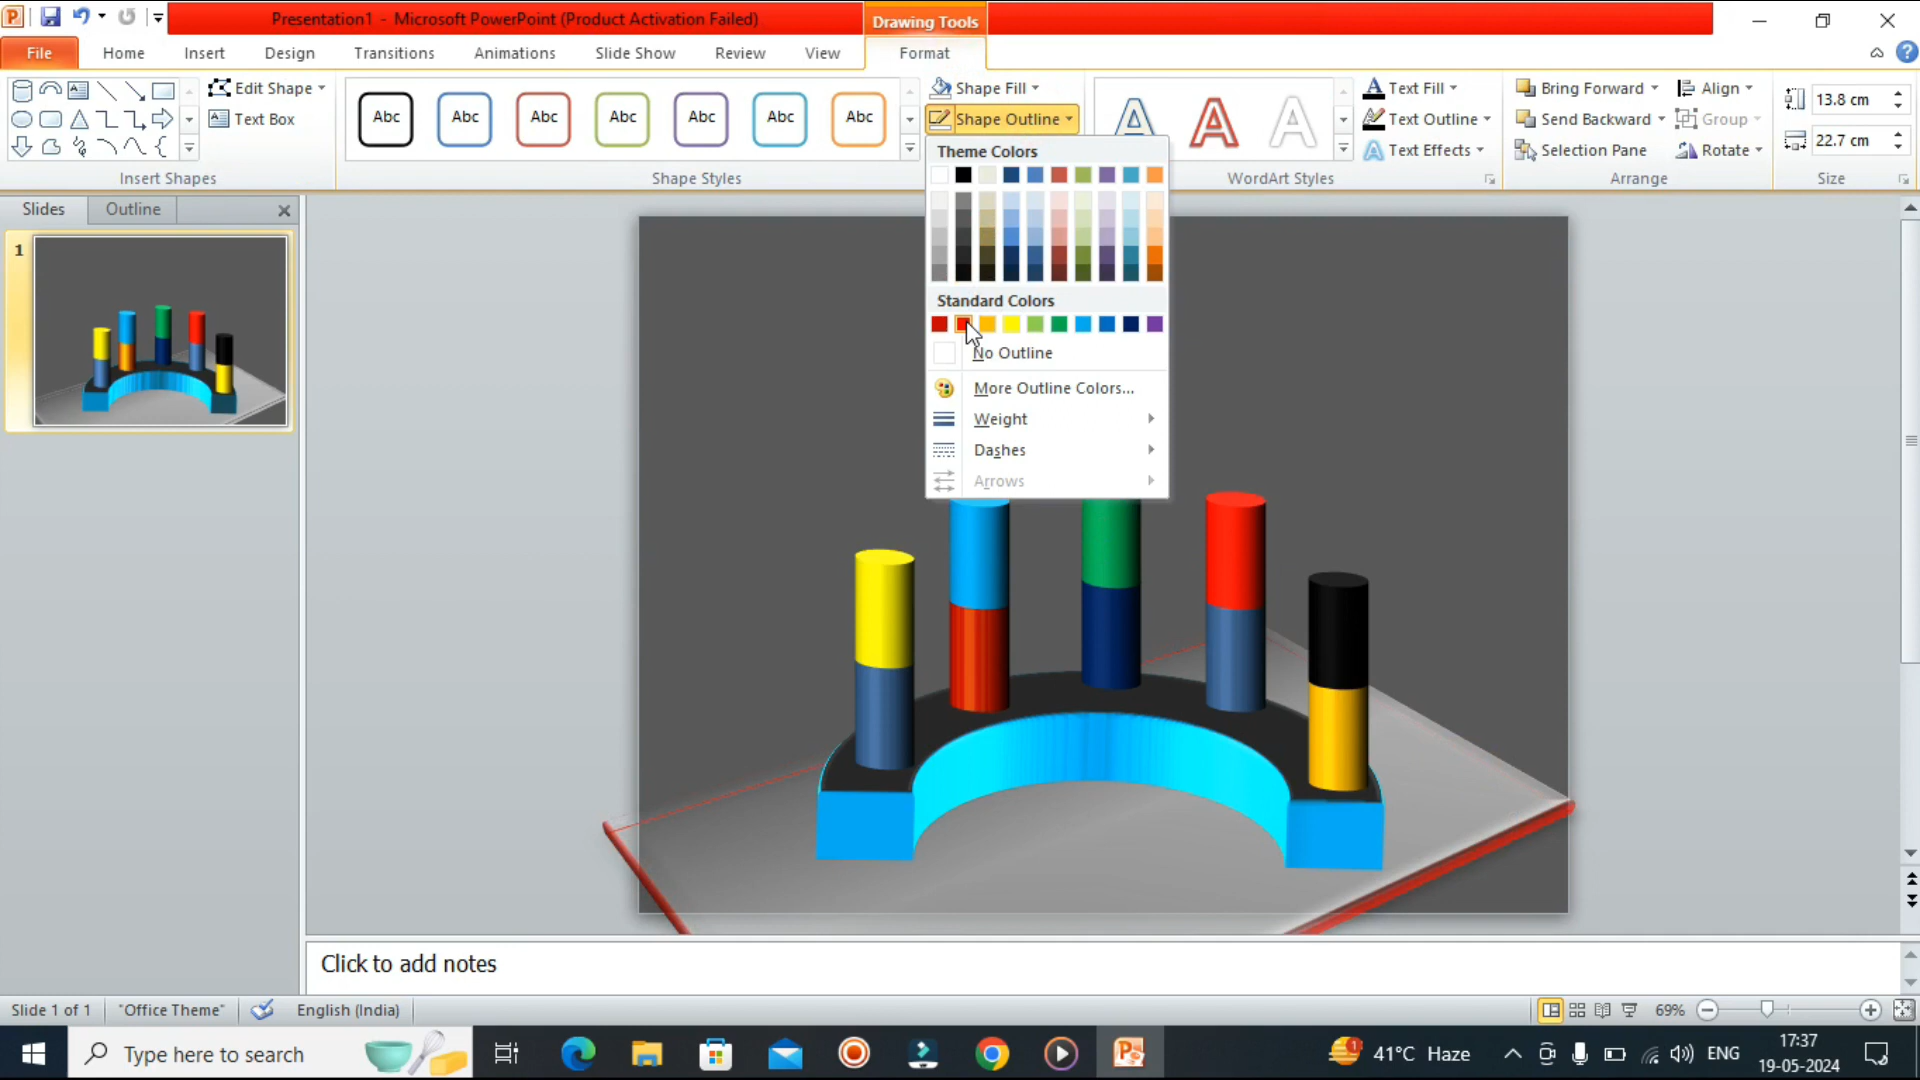 Presentation1 - Microsoft PowerPoint (Product Activation Failed)
Drawing Tools
File Home Insert Design Transitions Animations Slide Show Review View Format
Edit Shape
Text Box
Insert Shapes
Abc Abc Abc Abc Abc Abc Abc
Shape Styles
Shape Fill
Shape Outline
A A A
WordArt Styles
Text Fill
Text Outline
Text Effects
Bring Forward
Send Backward
Selection Pane
Align
Group
Rotate
Arrange
13.8 cm
22.7 cm
Size
Theme Colors
Standard Colors
No Outline
More Outline Colors...
Weight
Dashes
Arrows
Slides Outline
1
Click to add notes
Slide 1 of 1 "Office Theme" English (India) 69%
Type here to search
41°C Haze
ENG
17:37
19-05-2024